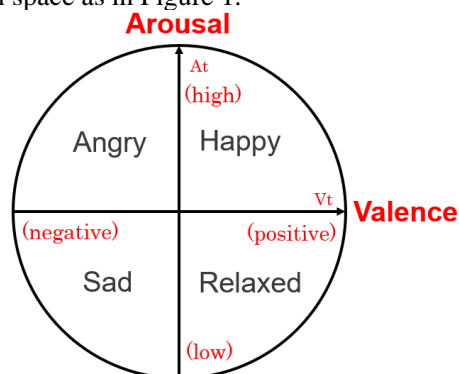 space as in Figure 1.
Arousal
At
(high)
Angry Happy
Vt
Valence
(negative) (positive)
Sad Relaxed
(low)